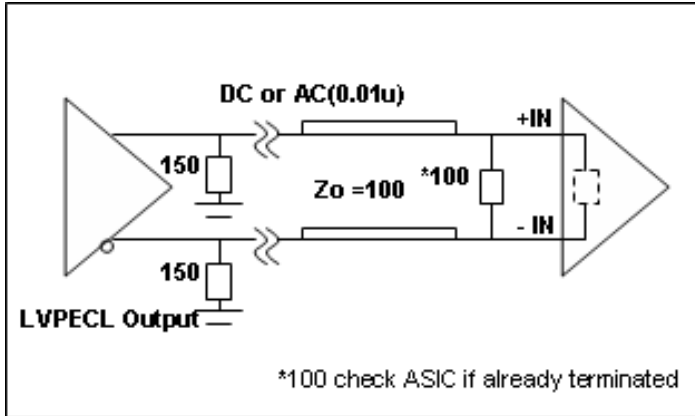 DC or AC(0.01u)
+IN
150
*100
Zo =100
- IN
150
LVPECL Output
*100 check ASIC if already terminated